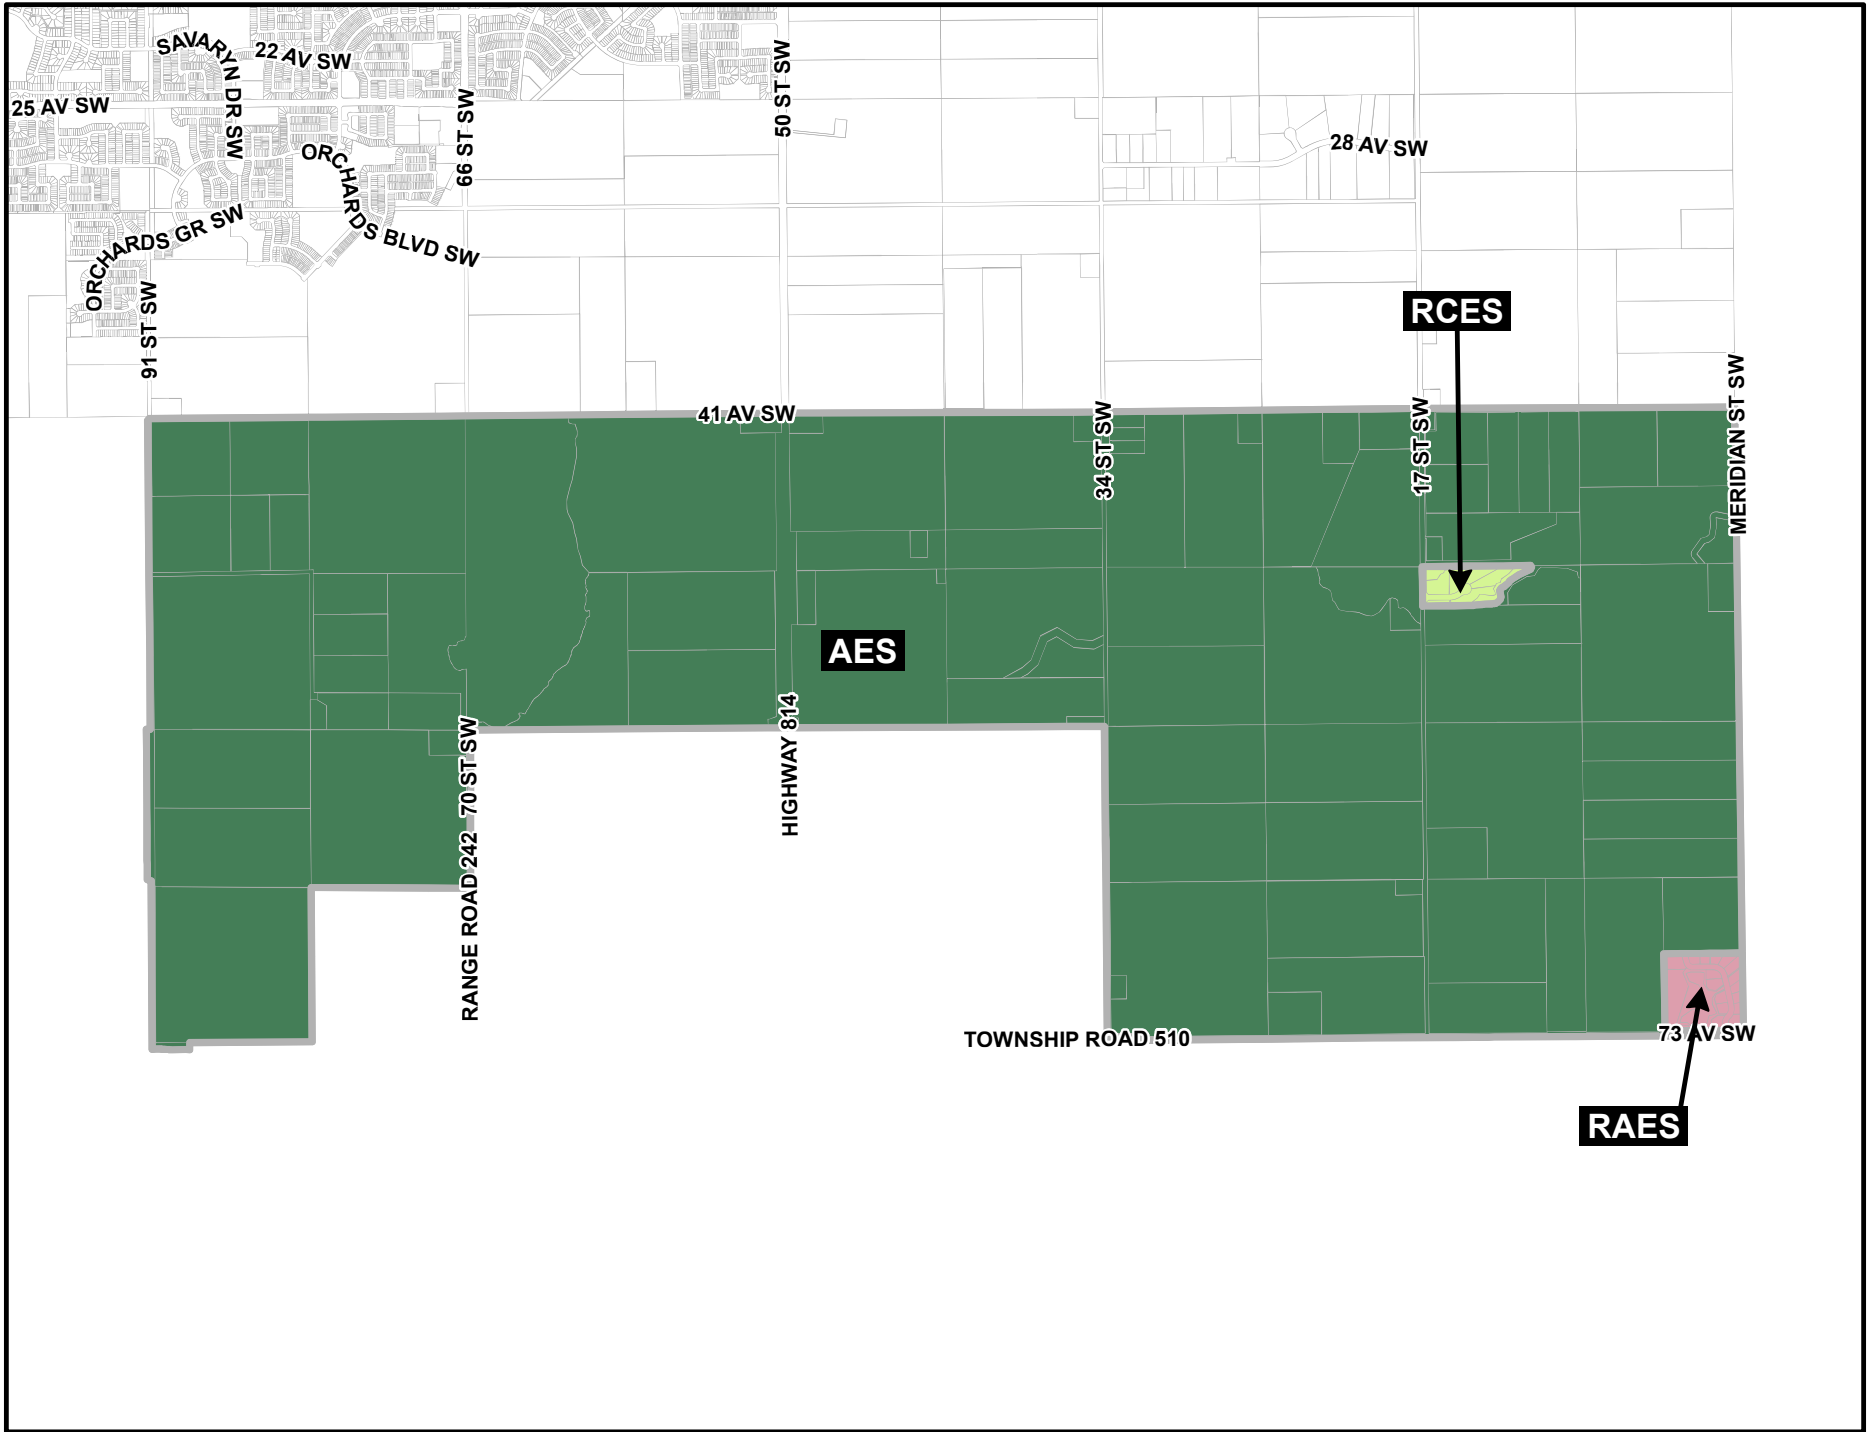 SAVARYN DR SW
22 AV SW
25 AV SW
50 ST SW
66 ST SW
ORCHARDS BLVD SW
28 AV SW
ORCHARDS GR SW
91 ST SW
RCES
MERIDIAN ST SW
41 AV SW
34 ST SW
17 ST SW
AES
HIGHWAY 814
RANGE ROAD 242
70 ST SW
TOWNSHIP ROAD 510
73 AV SW
RAES